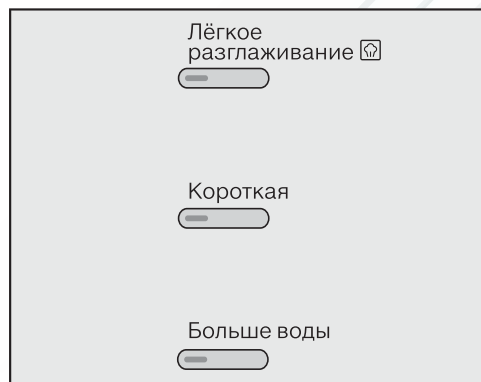 Лёгкое
разглаживание
Короткая
Больше воды